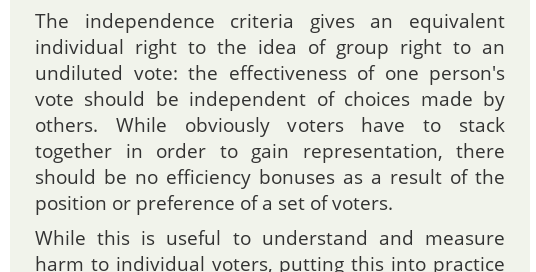 The independence criteria gives an equivalent
individual right to the idea of group right to an
undiluted vote: the effectiveness of one person's
vote should be independent of choices made by
others. While obviously voters have to stack
together in order to gain representation, there
should be no efficiency bonuses as a result of the
position or preference of a set of voters.
While this is useful to understand and measure
harm to individual voters, putting this into practice